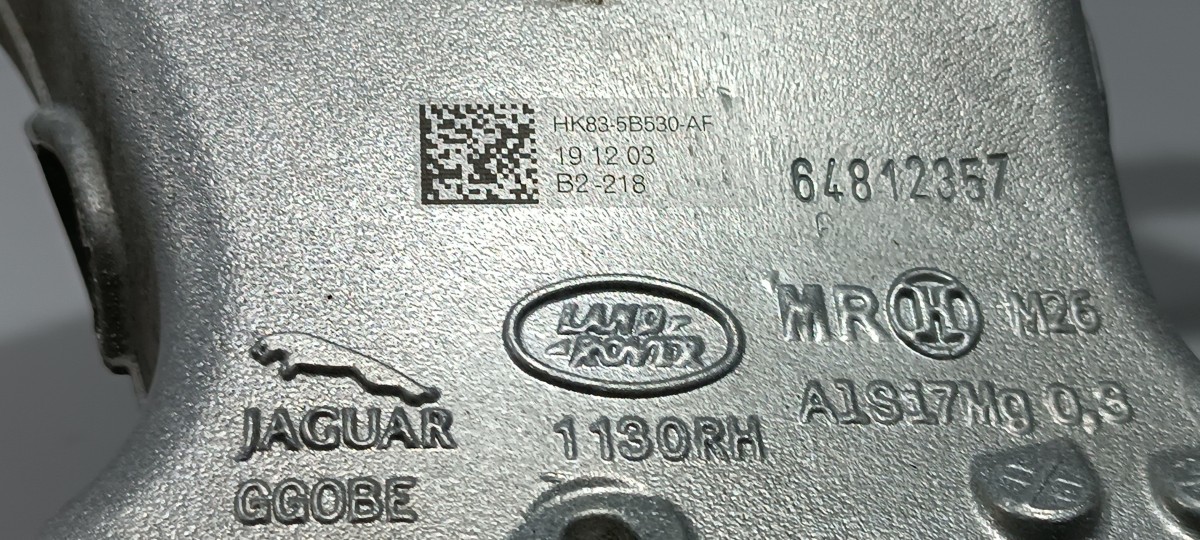 HK83-5B530-AF
19 12 03
B2-218
64812357
LAND-
-ROVER
MR H M26
AlSi7Mg 0,3
JAGUAR
1130RH
GGOBE